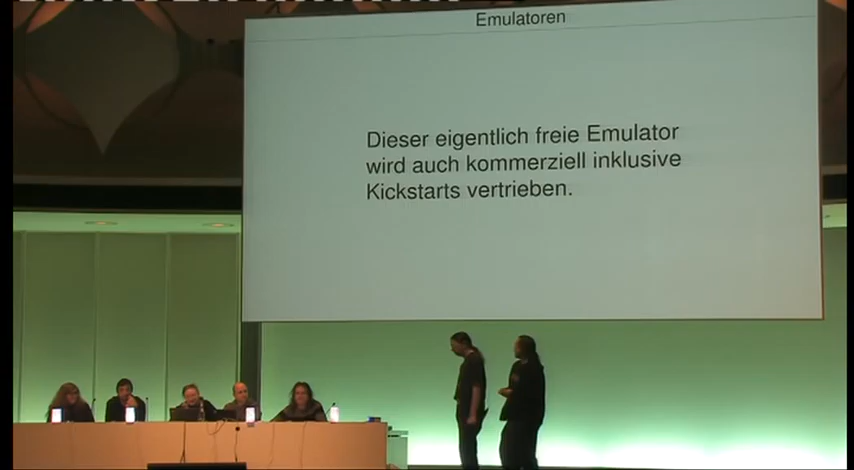 Emulatoren
Dieser eigentlich freie Emulator
wird auch kommerziell inklusive
Kickstarts vertrieben.